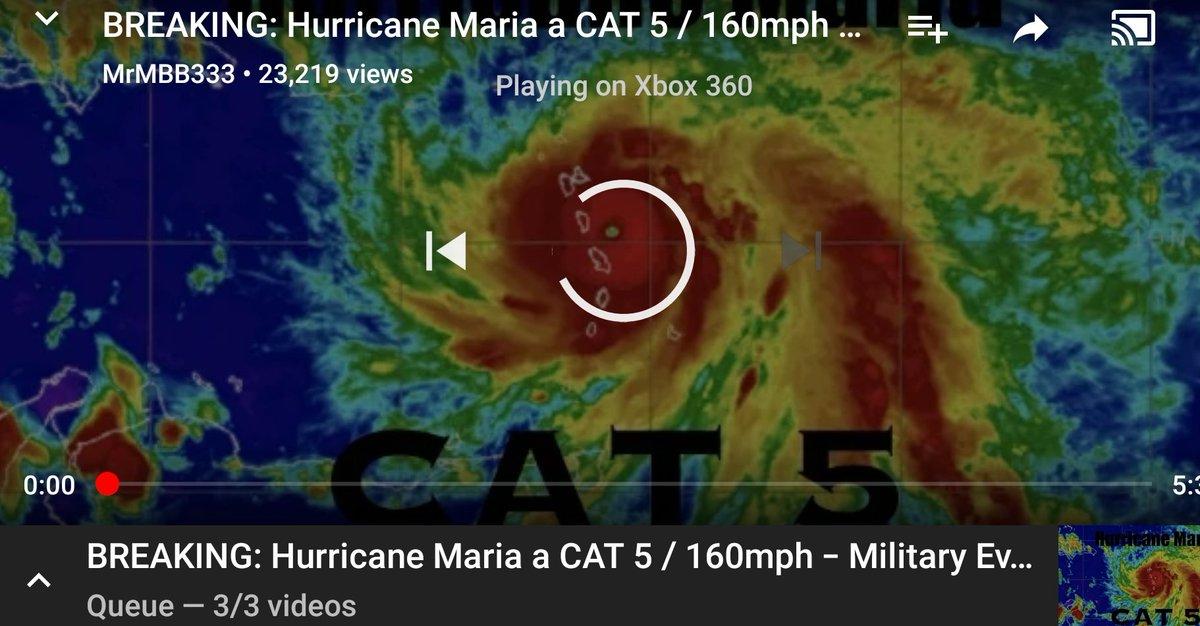 BREAKING: Hurricane Maria a CAT 5 / 160mph ...
MrMBB333 • 23,219 views
Playing on Xbox 360
CAT 5
0:00
5:3
BREAKING: Hurricane Maria a CAT 5 / 160mph - Military Ev...
Queue — 3/3 videos
Hurricane Mar
CAT 5